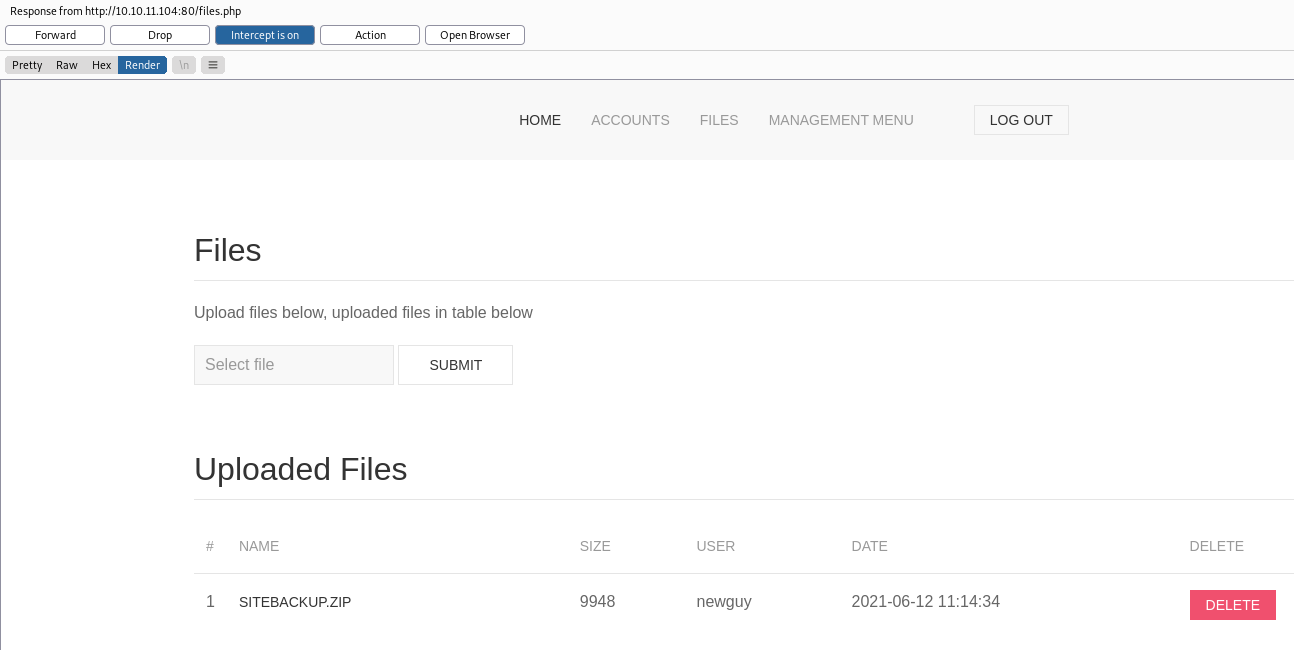 Response from http://10.10.11.104:80/files.php
Forward Drop Intercept is on Action Open Browser
Pretty Raw Hex Render \n ≡
HOME ACCOUNTS FILES MANAGEMENT MENU LOG OUT
Files
Upload files below, uploaded files in table below
Select file SUBMIT
Uploaded Files
# NAME SIZE USER DATE DELETE
1 SITEBACKUP.ZIP 9948 newguy 2021-06-12 11:14:34 DELETE